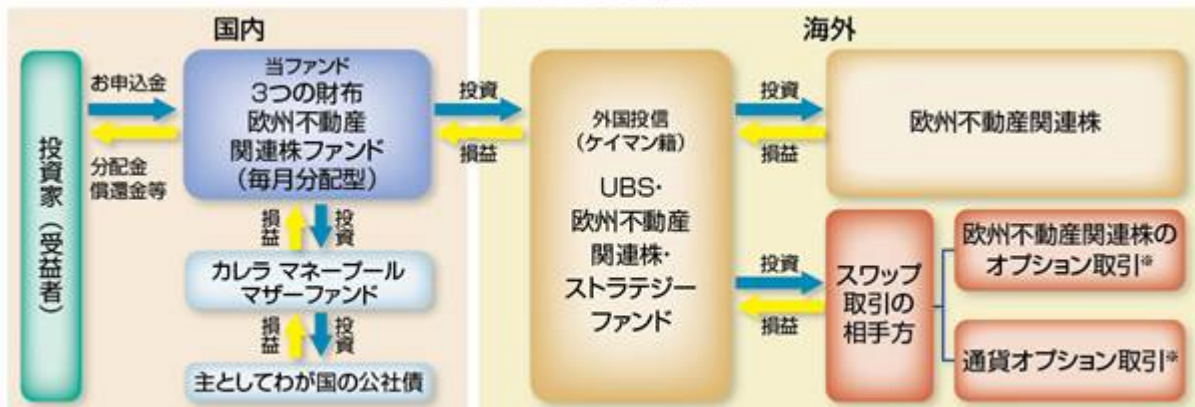 国内
海外
投資家(受益者)
お申込金
分配金
償還金等
当ファンド
3つの財布
欧州不動産
関連株ファンド
(毎月分配型)
損益
投資
カレラ マネープール
マザーファンド
損益
投資
主としてわが国の公社債
投資
損益
外国投信
(ケイマン籍)
UBS・
欧州不動産
関連株・
ストラテジー
ファンド
投資
損益
欧州不動産関連株
投資
損益
スワップ
取引の
相手方
欧州不動産関連株の
オプション取引※
通貨オプション取引※